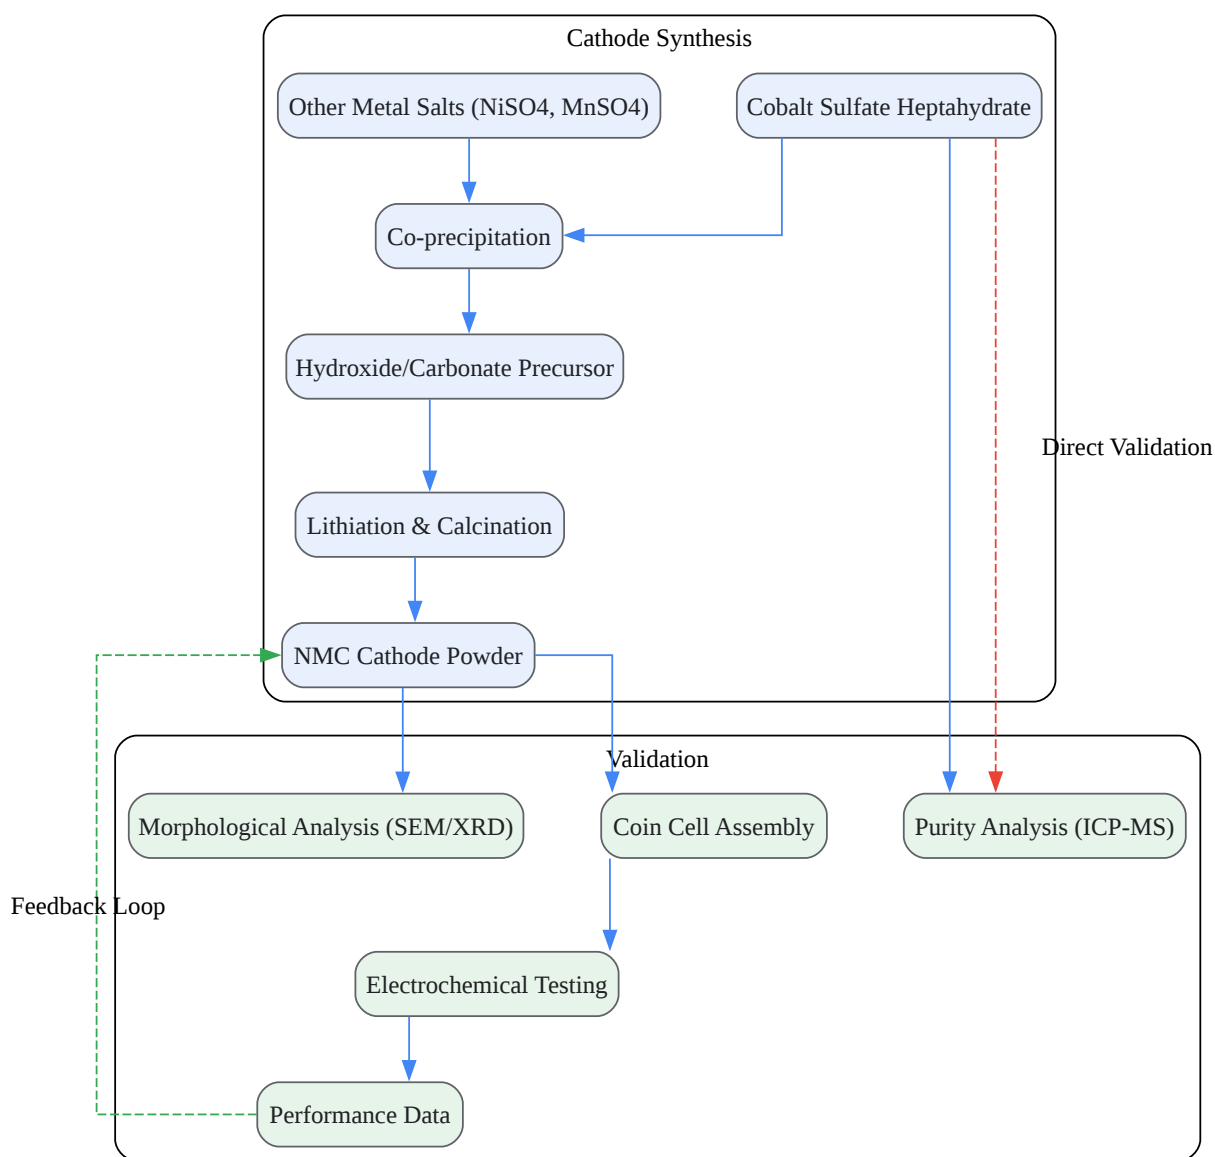 Cathode Synthesis
Other Metal Salts (NiSO4, MnSO4)
Cobalt Sulfate Heptahydrate
Co-precipitation
Hydroxide/Carbonate Precursor
Direct Validation
Lithiation & Calcination
NMC Cathode Powder
Validation
Morphological Analysis (SEM/XRD)
Coin Cell Assembly
Purity Analysis (ICP-MS)
Feedback Loop
Electrochemical Testing
Performance Data